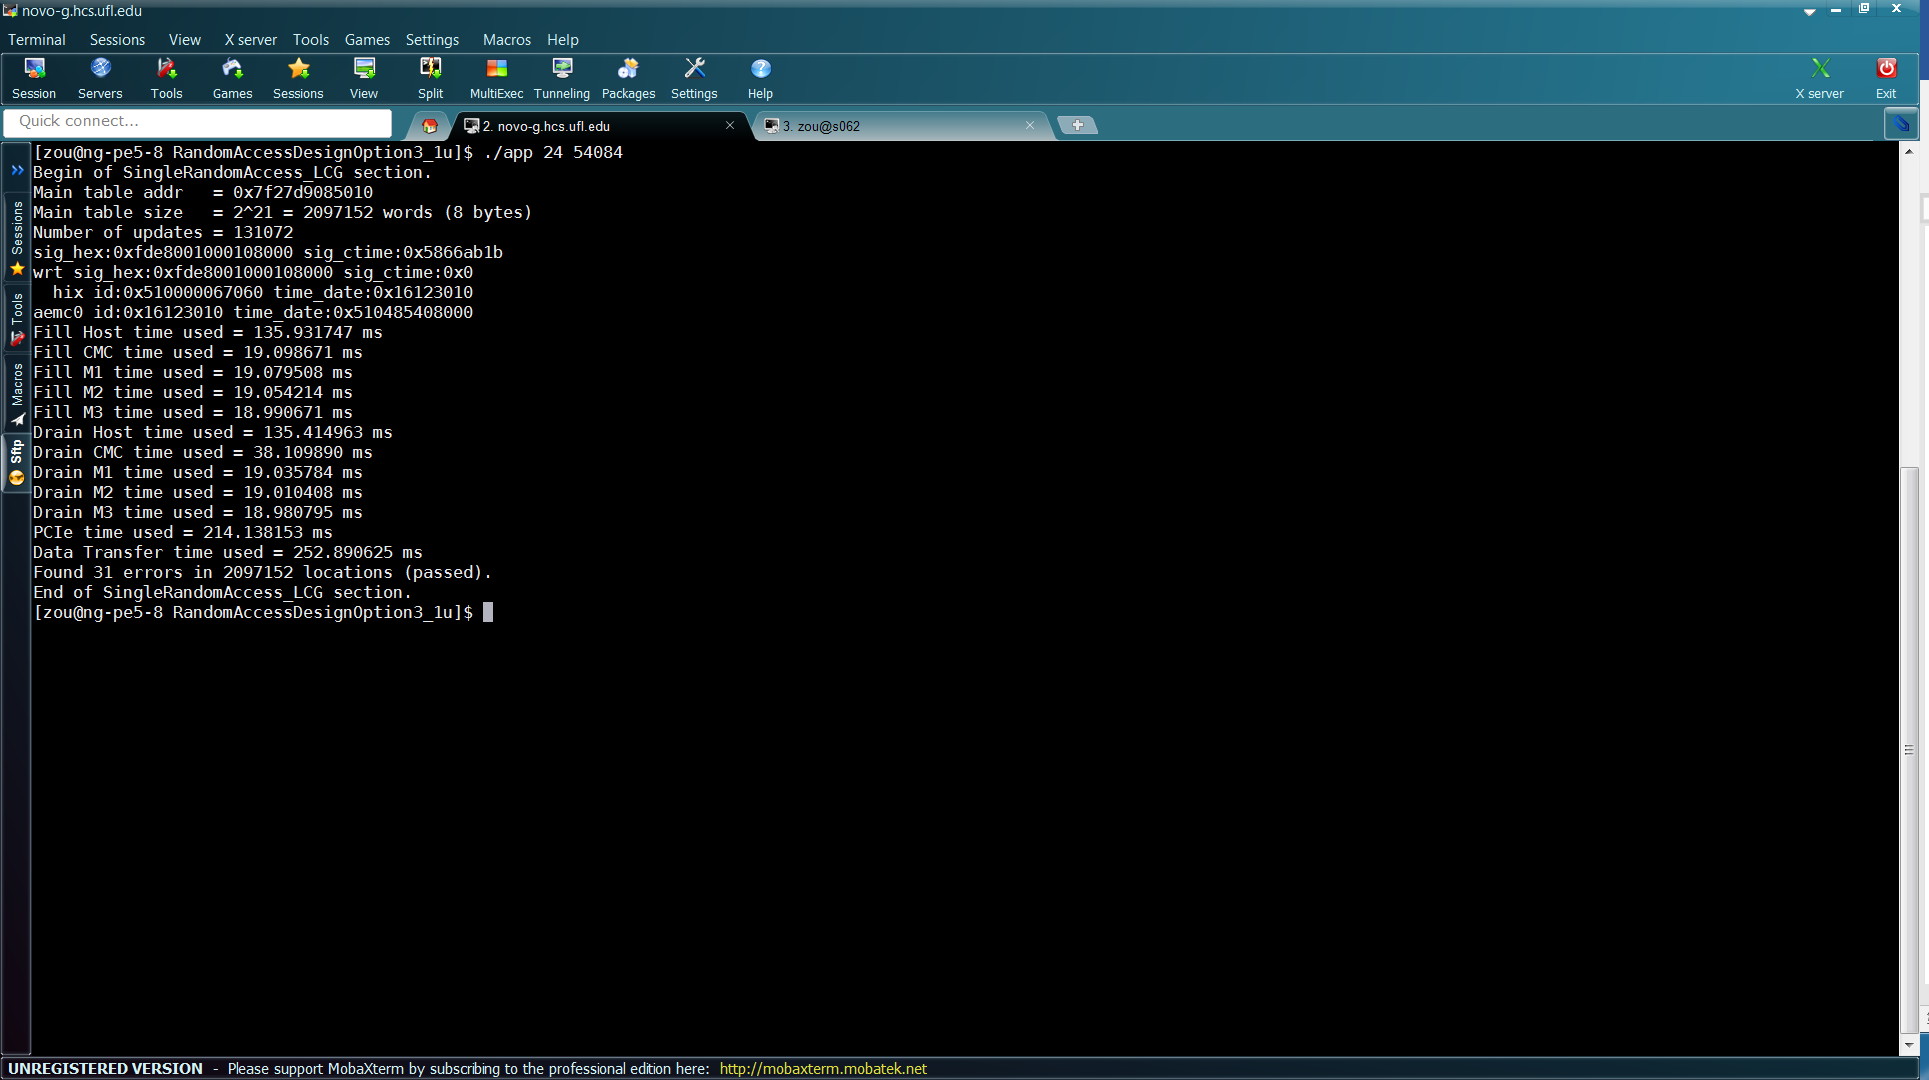 novo-g.hcs.ufl.edu
Terminal Sessions View X server Tools Games Settings Macros Help
Session Servers Tools Games Sessions View Split MultiExec Tunneling Packages Settings Help X server Exit
Quick connect...
2. novo-g.hcs.ufl.edu
3. zou@s062
Sessions
Tools
Macros
Sftp
[zou@ng-pe5-8 RandomAccessDesignOption3_1u]$ ./app 24 54084
Begin of SingleRandomAccess_LCG section.
Main table addr   = 0x7f27d9085010
Main table size   = 2^21 = 2097152 words (8 bytes)
Number of updates = 131072
sig_hex:0xfde8001000108000 sig_ctime:0x5866ab1b
wrt sig_hex:0xfde8001000108000 sig_ctime:0x0
  hix id:0x510000067060 time_date:0x16123010
aemc0 id:0x16123010 time_date:0x510485408000
Fill Host time used = 135.931747 ms
Fill CMC time used = 19.098671 ms
Fill M1 time used = 19.079508 ms
Fill M2 time used = 19.054214 ms
Fill M3 time used = 18.990671 ms
Drain Host time used = 135.414963 ms
Drain CMC time used = 38.109890 ms
Drain M1 time used = 19.035784 ms
Drain M2 time used = 19.010408 ms
Drain M3 time used = 18.980795 ms
PCIe time used = 214.138153 ms
Data Transfer time used = 252.890625 ms
Found 31 errors in 2097152 locations (passed).
End of SingleRandomAccess_LCG section.
[zou@ng-pe5-8 RandomAccessDesignOption3_1u]$
UNREGISTERED VERSION - Please support MobaXterm by subscribing to the professional edition here: http://mobaxterm.mobatek.net